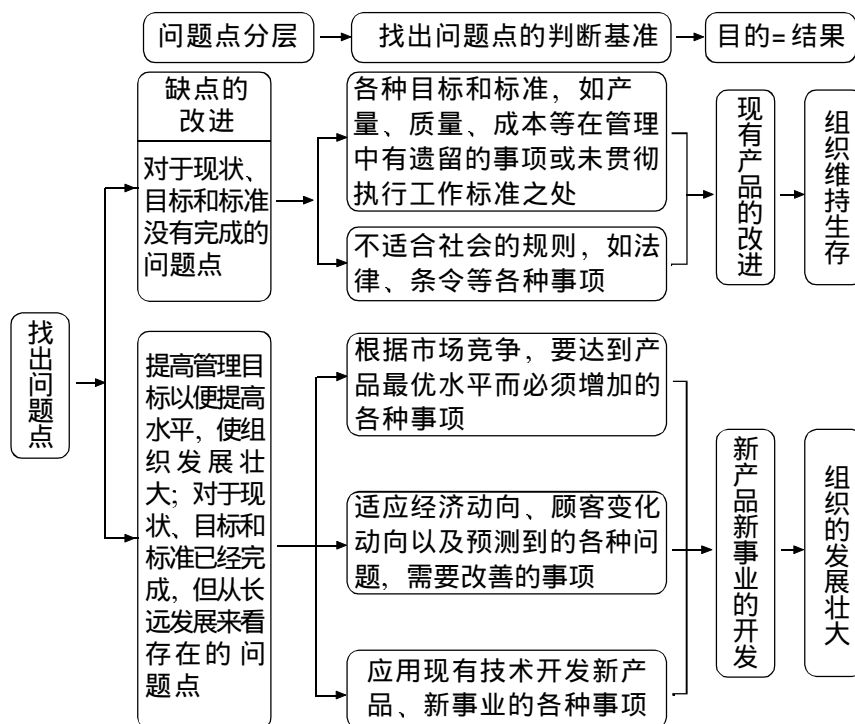 问题点分层
找出问题点的判断基准
目的=结果
缺点的
改进
对于现状、
目标和标准
没有完成的
问题点
各种目标和标准，如产
量、质量、成本等在管理
中有遗留的事项或未贯彻
执行工作标准之处
不适合社会的规则，如法
律、条令等各种事项
现有产品的改进
组织维持生存
找出问题点
提高管理目
标以便提高
水平，使组
织发展壮
大；对于现
状、目标和
标准已经完
成，但从长
远发展来看
存在的问
题点
根据市场竞争，要达到产
品最优水平而必须增加的
各种事项
适应经济动向、顾客变化
动向以及预测到的各种问
题，需要改善的事项
应用现有技术开发新产
品、新事业的各种事项
新产品新事业的开发
组织的发展壮大